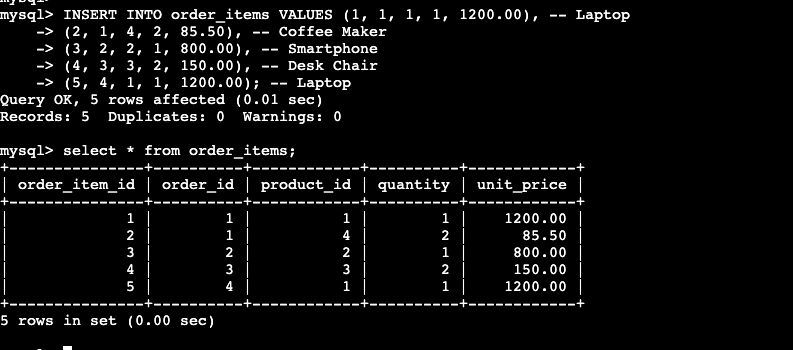 mysql>
mysql> INSERT INTO order_items VALUES (1, 1, 1, 1, 1200.00), -- Laptop
    -> (2, 1, 4, 2, 85.50), -- Coffee Maker
    -> (3, 2, 2, 1, 800.00), -- Smartphone
    -> (4, 3, 3, 2, 150.00), -- Desk Chair
    -> (5, 4, 1, 1, 1200.00); -- Laptop
Query OK, 5 rows affected (0.01 sec)
Records: 5  Duplicates: 0  Warnings: 0
mysql> select * from order_items;
+---------------+----------+------------+----------+------------+
| order_item_id | order_id | product_id | quantity | unit_price |
+---------------+----------+------------+----------+------------+
|             1 |        1 |          1 |        1 |    1200.00 |
|             2 |        1 |          4 |        2 |      85.50 |
|             3 |        2 |          2 |        1 |     800.00 |
|             4 |        3 |          3 |        2 |     150.00 |
|             5 |        4 |          1 |        1 |    1200.00 |
+---------------+----------+------------+----------+------------+
5 rows in set (0.00 sec)
mysql>